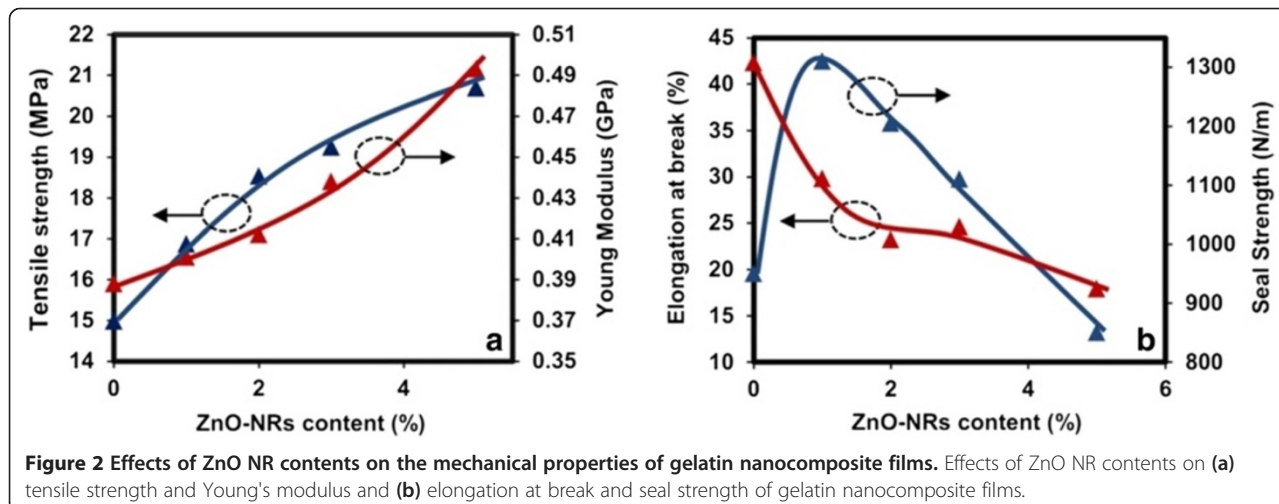 22
21
20
19
18
17
16
15
14
Tensile strength (MPa)
0.51
0.49
0.47
0.45
0.43
0.41
0.39
0.37
0.35
Young Modulus (GPa)
a
0 2 4
ZnO-NRs content (%)
45
40
35
30
25
20
15
10
Elongation at break (%)
1300
1200
1100
1000
900
800
Seal Strength (N/m)
b
0 2 4 6
ZnO-NRs content (%)
Figure 2 Effects of ZnO NR contents on the mechanical properties of gelatin nanocomposite films. Effects of ZnO NR contents on (a)
tensile strength and Young's modulus and (b) elongation at break and seal strength of gelatin nanocomposite films.